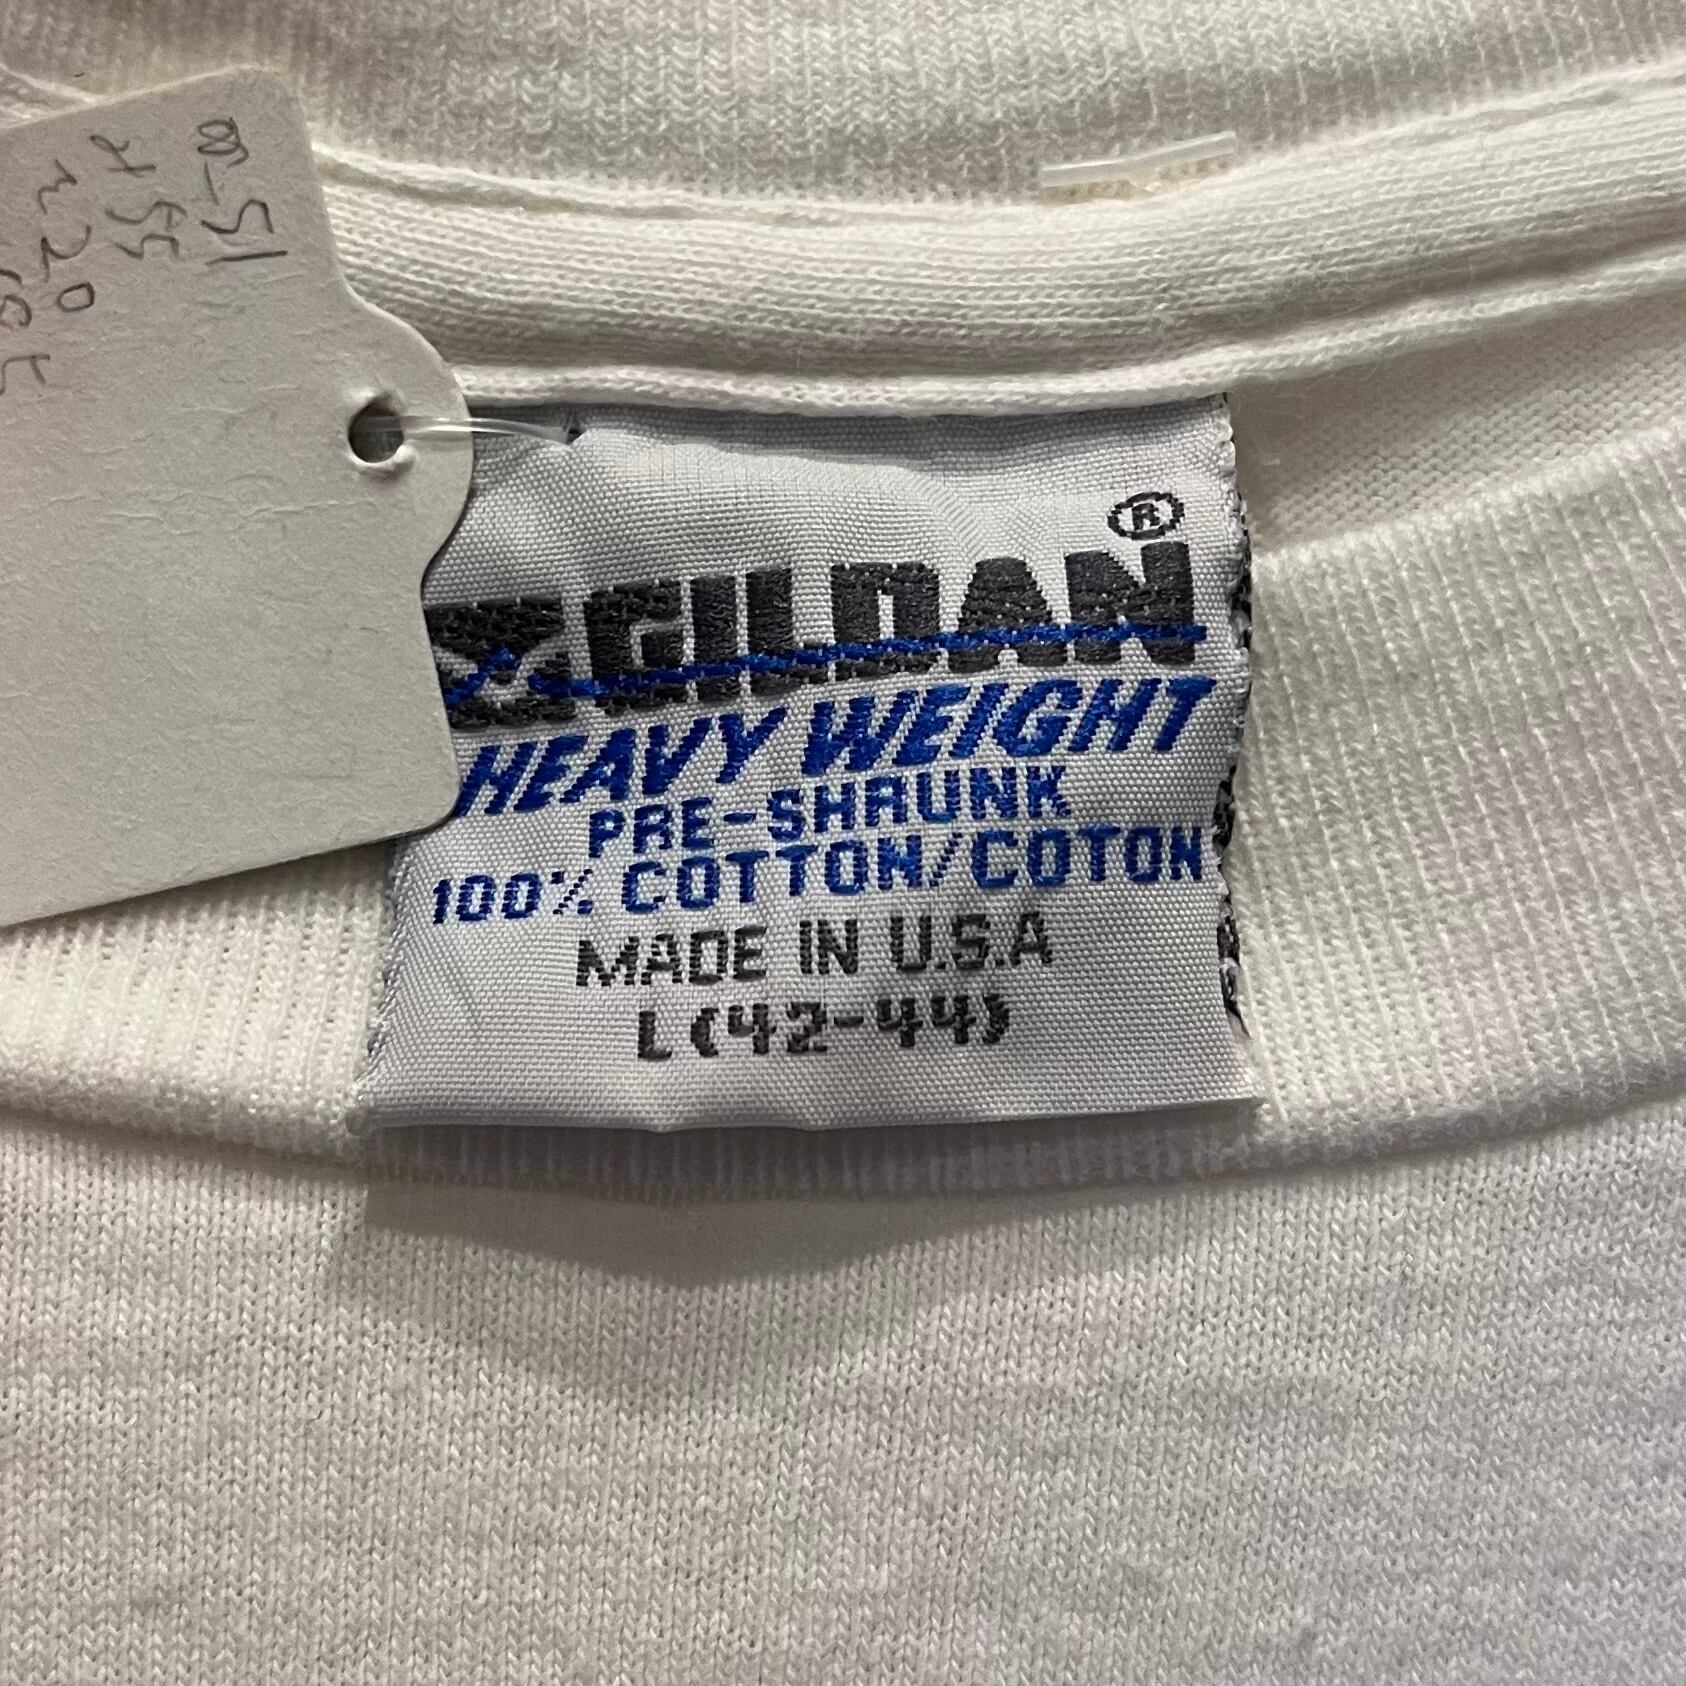 GILDAN®
HEAVY WEIGHT
PRE-SHRUNK
100% COTTON/COTON
MADE IN U.S.A
L(42-44)